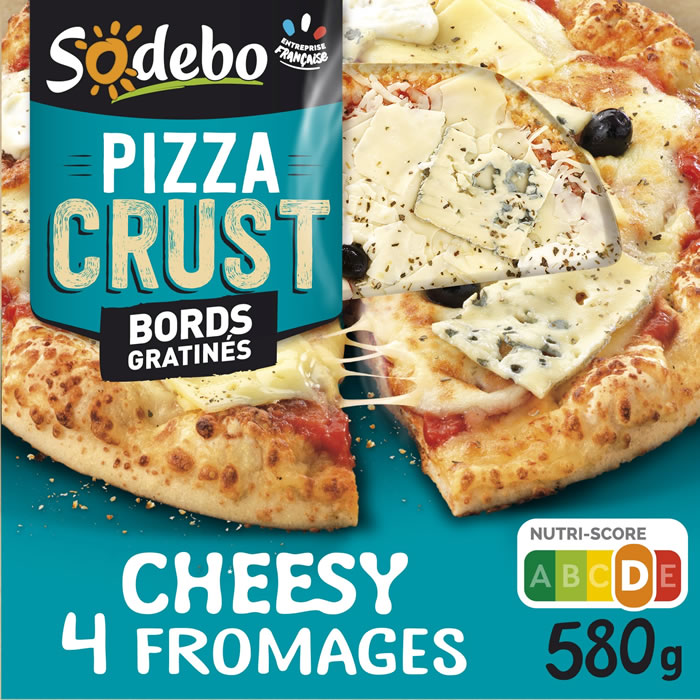 Sodebo
ENTREPRISE
FRANÇAISE
PIZZA
CRUST
BORDS
GRATINÉS
CHEESY
4 FROMAGES
NUTRI-SCORE
A B C D E
580g